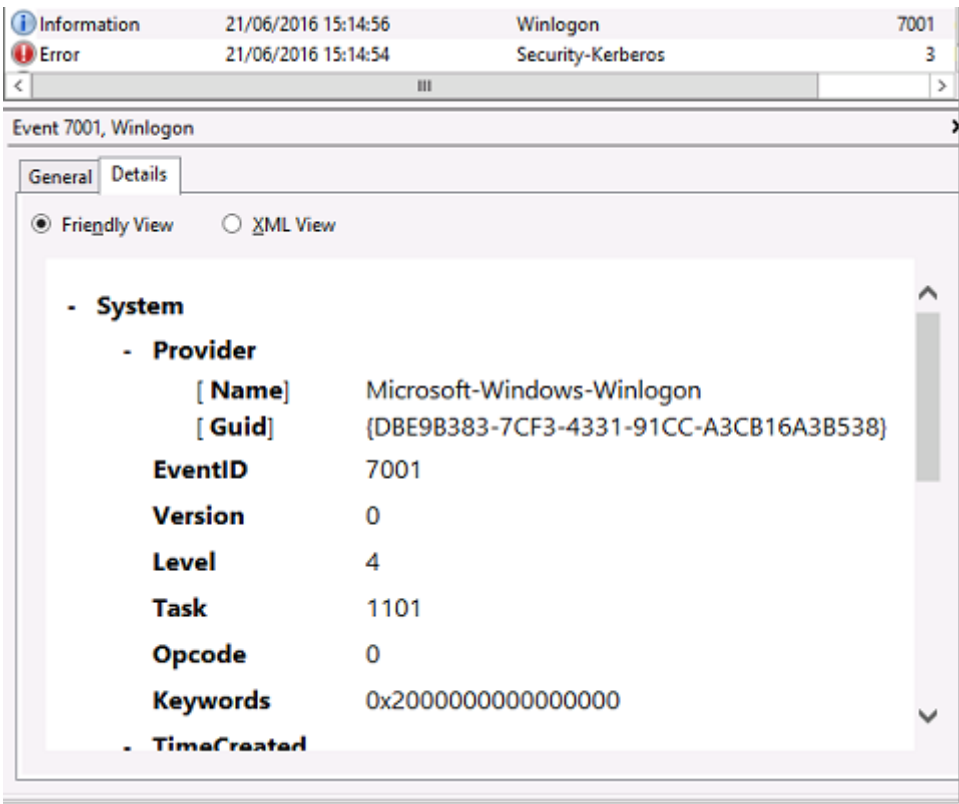 Information 21/06/2016 15:14:56 Winlogon 7001
Error 21/06/2016 15:14:54 Security-Kerberos 3
Event 7001, Winlogon
General Details
Friendly View XML View
- System
- Provider
[ Name] Microsoft-Windows-Winlogon
[ Guid] {DBE9B383-7CF3-4331-91CC-A3CB16A3B538}
EventID 7001
Version 0
Level 4
Task 1101
Opcode 0
Keywords 0x2000000000000000
- TimeCreated